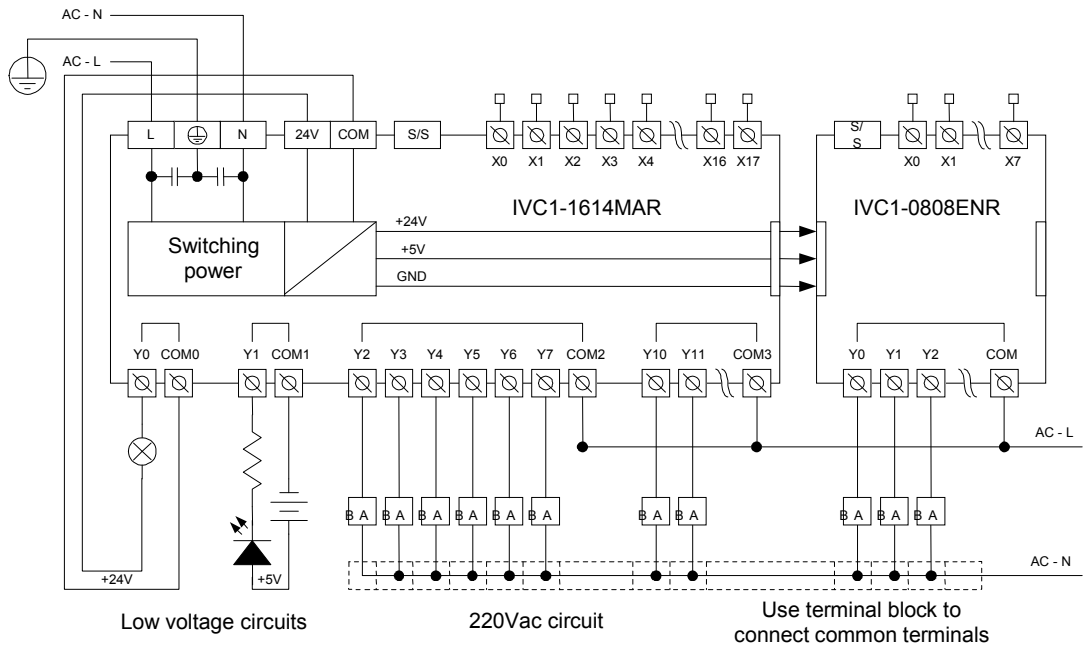 AC - N
AC - L
L N 24V COM S/S
X0 X1 X2 X3 X4 X16 X17
S/
S
X0 X1 X7
IVC1-1614MAR
IVC1-0808ENR
Switching
power
+24V
+5V
GND
Y0 COM0 Y1 COM1 Y2 Y3 Y4 Y5 Y6 Y7 COM2 Y10 Y11 COM3
Y0 Y1 Y2 COM
AC - L
B A B A B A B A B A B A B A B A B A B A B A
AC - N
+24V
+5V
Low voltage circuits
220Vac circuit
Use terminal block to
connect common terminals